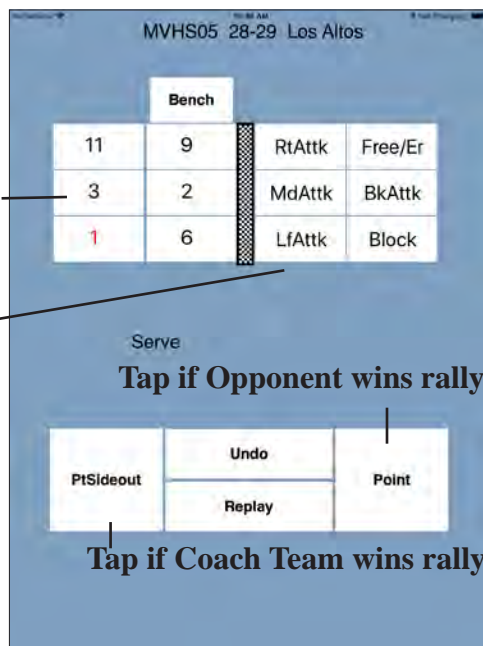 MVHS05 28-29 Los Altos
Bench
11 9 RtAttk Free/Er
3 2 MdAttk BkAttk
1 6 LfAttk Block
Serve
Tap if Opponent wins rally
Undo
PtSideout Point
Replay
Tap if Coach Team wins rally